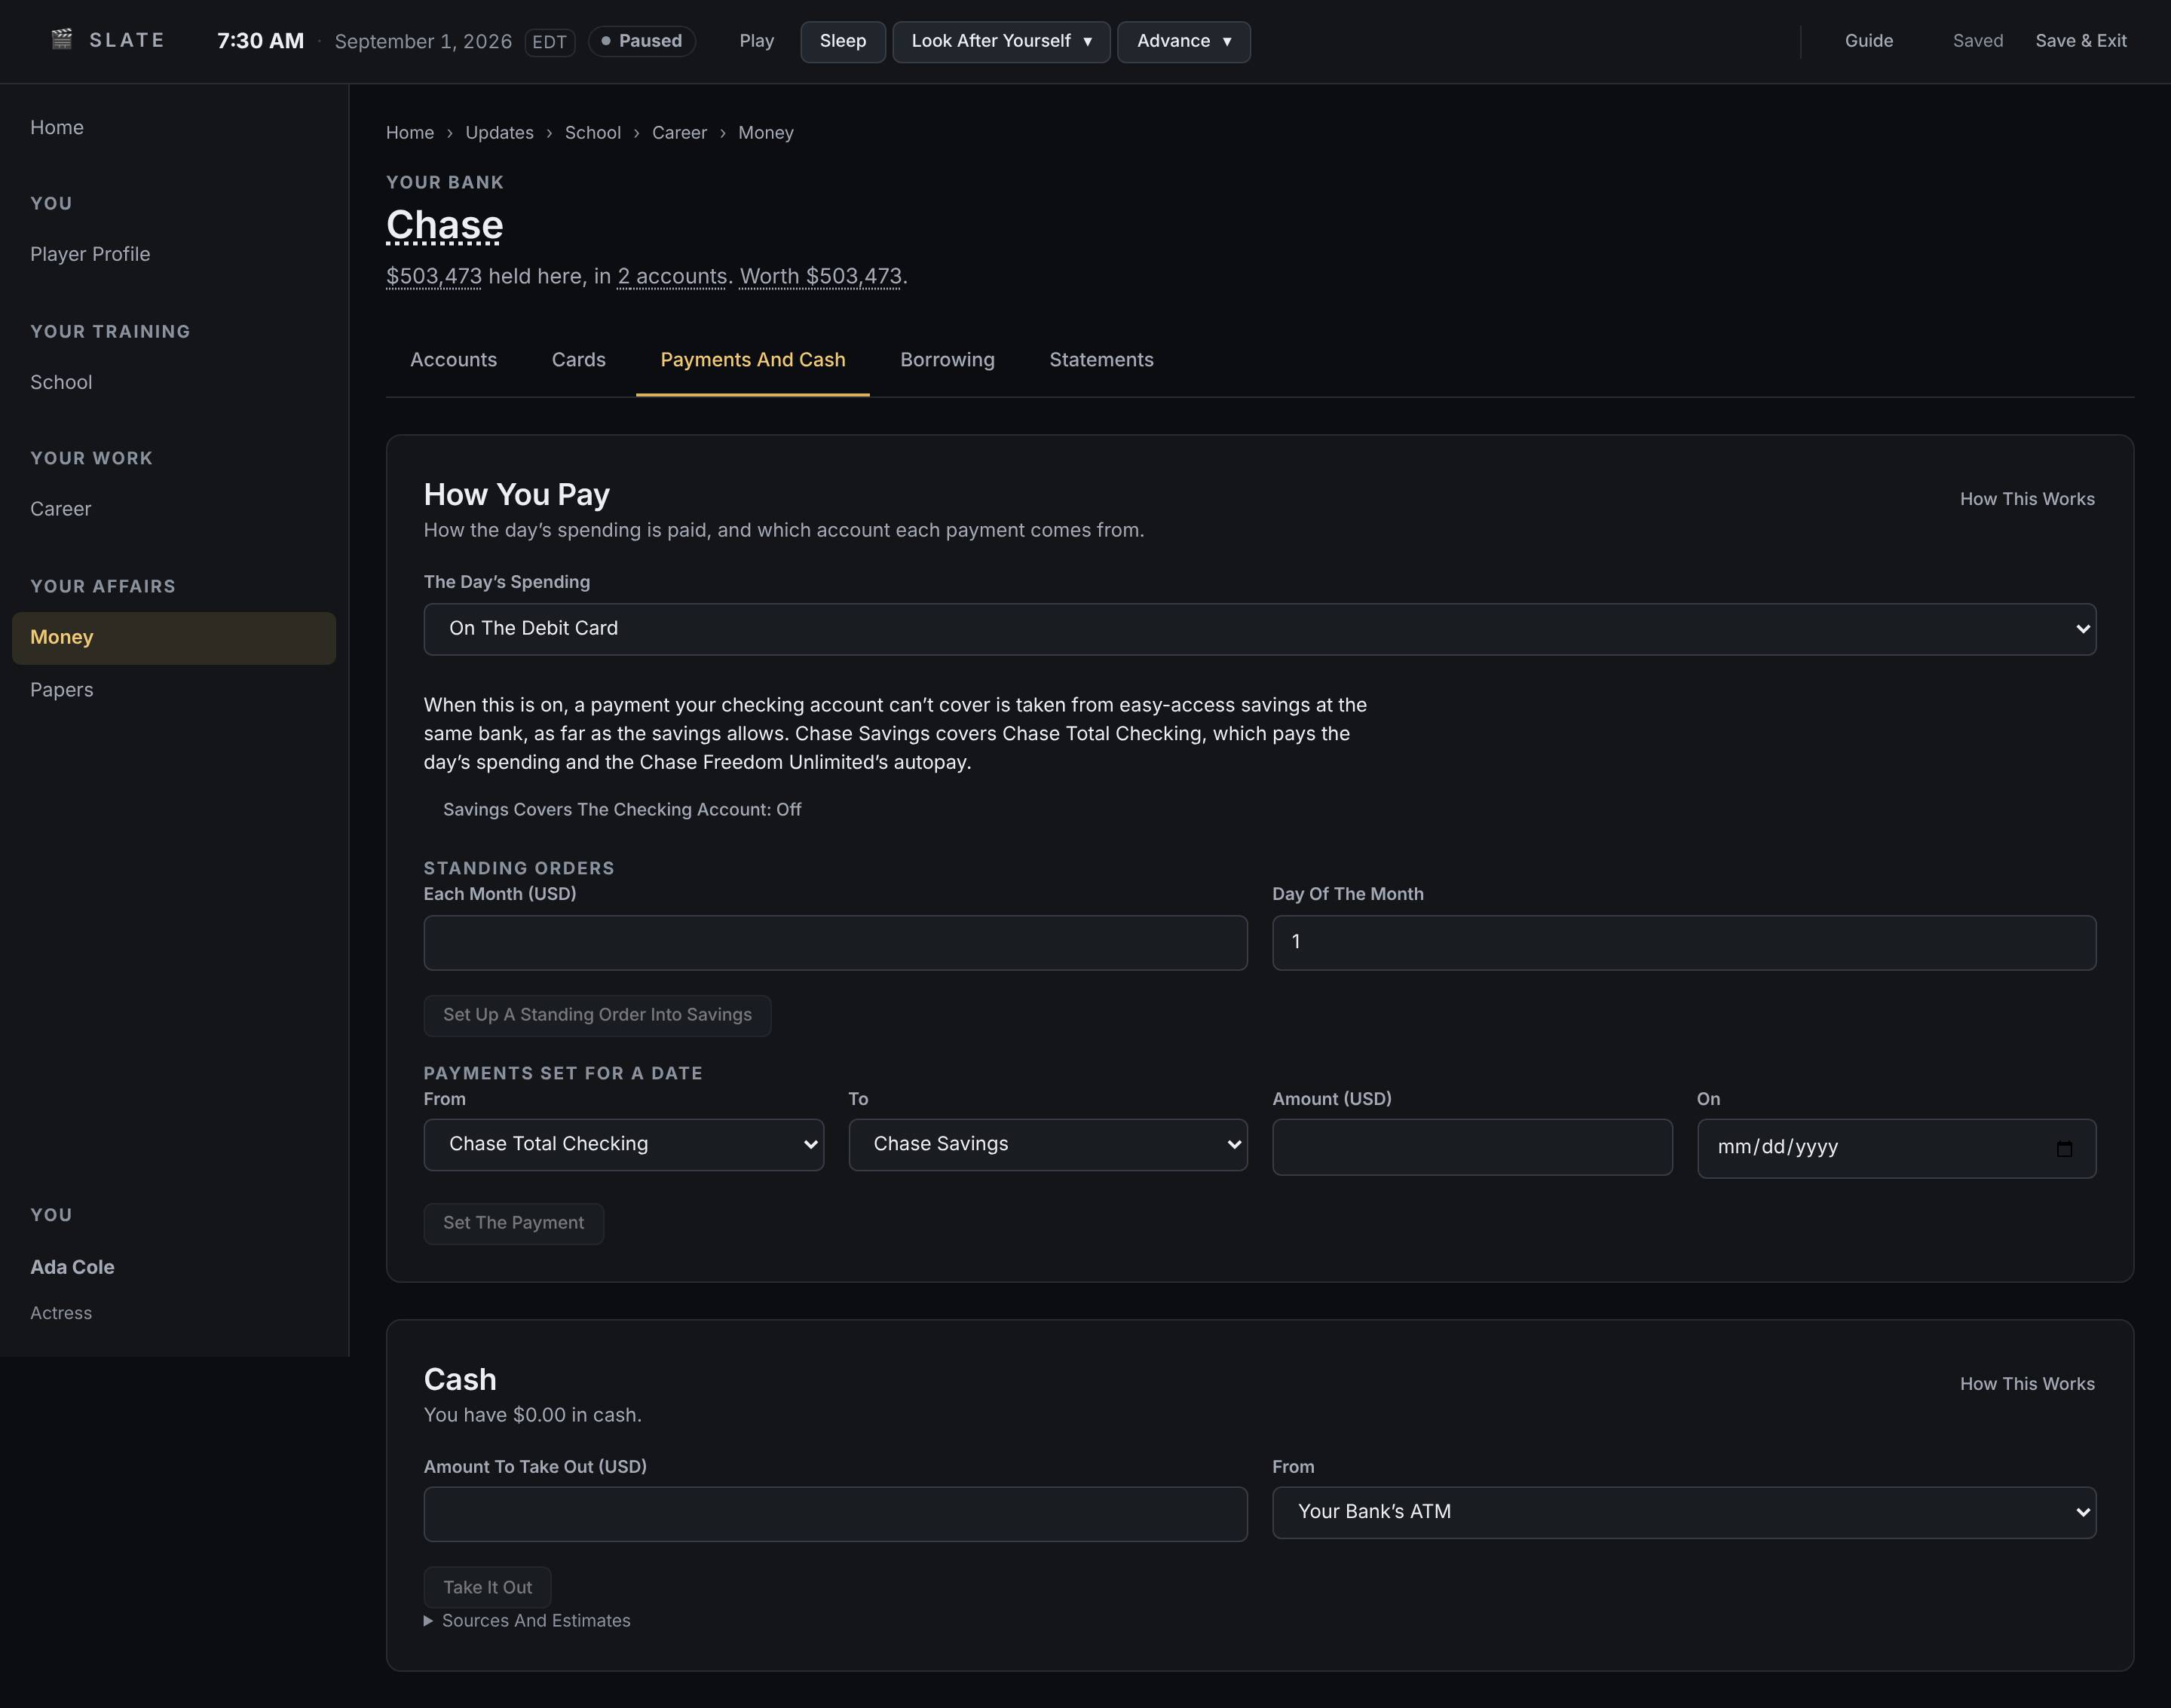 🎬 SLATE
7:30 AM · September 1, 2026 EDT Paused Play Sleep Look After Yourself ▾ Advance ▾ Guide Saved Save & Exit
Home
YOU
Player Profile
YOUR TRAINING
School
YOUR WORK
Career
YOUR AFFAIRS
Money
Papers
YOU
Ada Cole
Actress
Home › Updates › School › Career › Money
YOUR BANK
Chase
$503,473 held here, in 2 accounts. Worth $503,473.
Accounts Cards Payments And Cash Borrowing Statements
How You Pay
How This Works
How the day’s spending is paid, and which account each payment comes from.
The Day’s Spending
On The Debit Card
When this is on, a payment your checking account can’t cover is taken from easy-access savings at the
same bank, as far as the savings allows. Chase Savings covers Chase Total Checking, which pays the
day’s spending and the Chase Freedom Unlimited’s autopay.
Savings Covers The Checking Account: Off
STANDING ORDERS
Each Month (USD) Day Of The Month
1
Set Up A Standing Order Into Savings
PAYMENTS SET FOR A DATE
From To Amount (USD) On
Chase Total Checking Chase Savings mm/dd/yyyy
Set The Payment
Cash
How This Works
You have $0.00 in cash.
Amount To Take Out (USD) From
Your Bank’s ATM
Take It Out
▶ Sources And Estimates